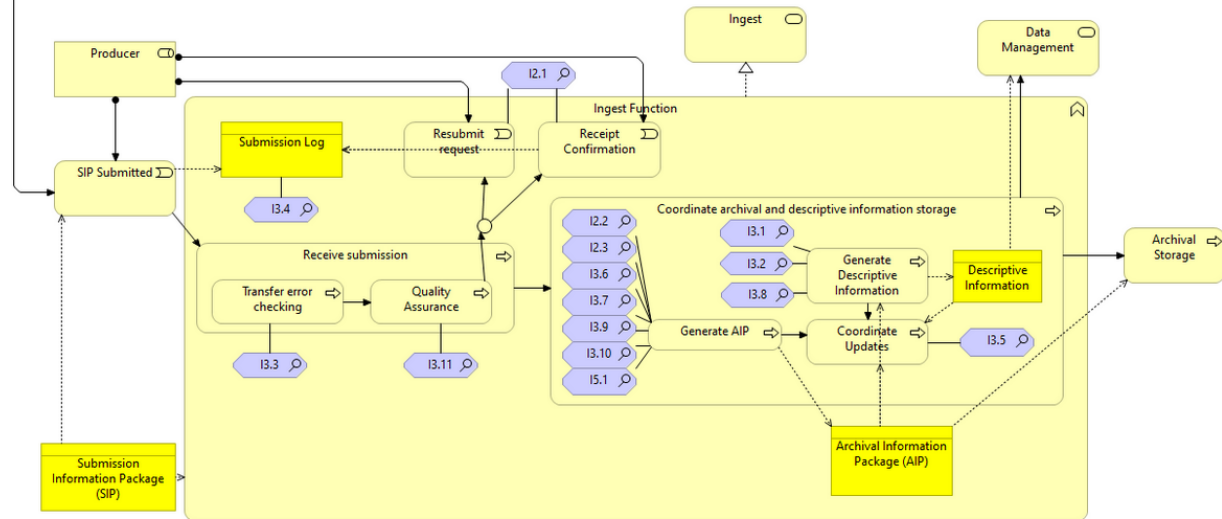 Ingest
Data
Management
Producer
I2.1
Ingest Function
Submission Log
Resubmit
request
Receipt
Confirmation
SIP Submitted
I3.4
I2.2
Coordinate archival and descriptive information storage
I3.1
I2.3
Archival
Storage
Receive submission
I3.2
Generate
Descriptive
Information
I3.6
Descriptive
Information
Transfer error
checking
Quality
Assurance
I3.7
I3.8
I3.9
Generate AIP
Coordinate
Updates
I3.5
I3.10
I3.3
I3.11
I5.1
Archival Information
Package (AIP)
Submission
Information Package
(SIP)